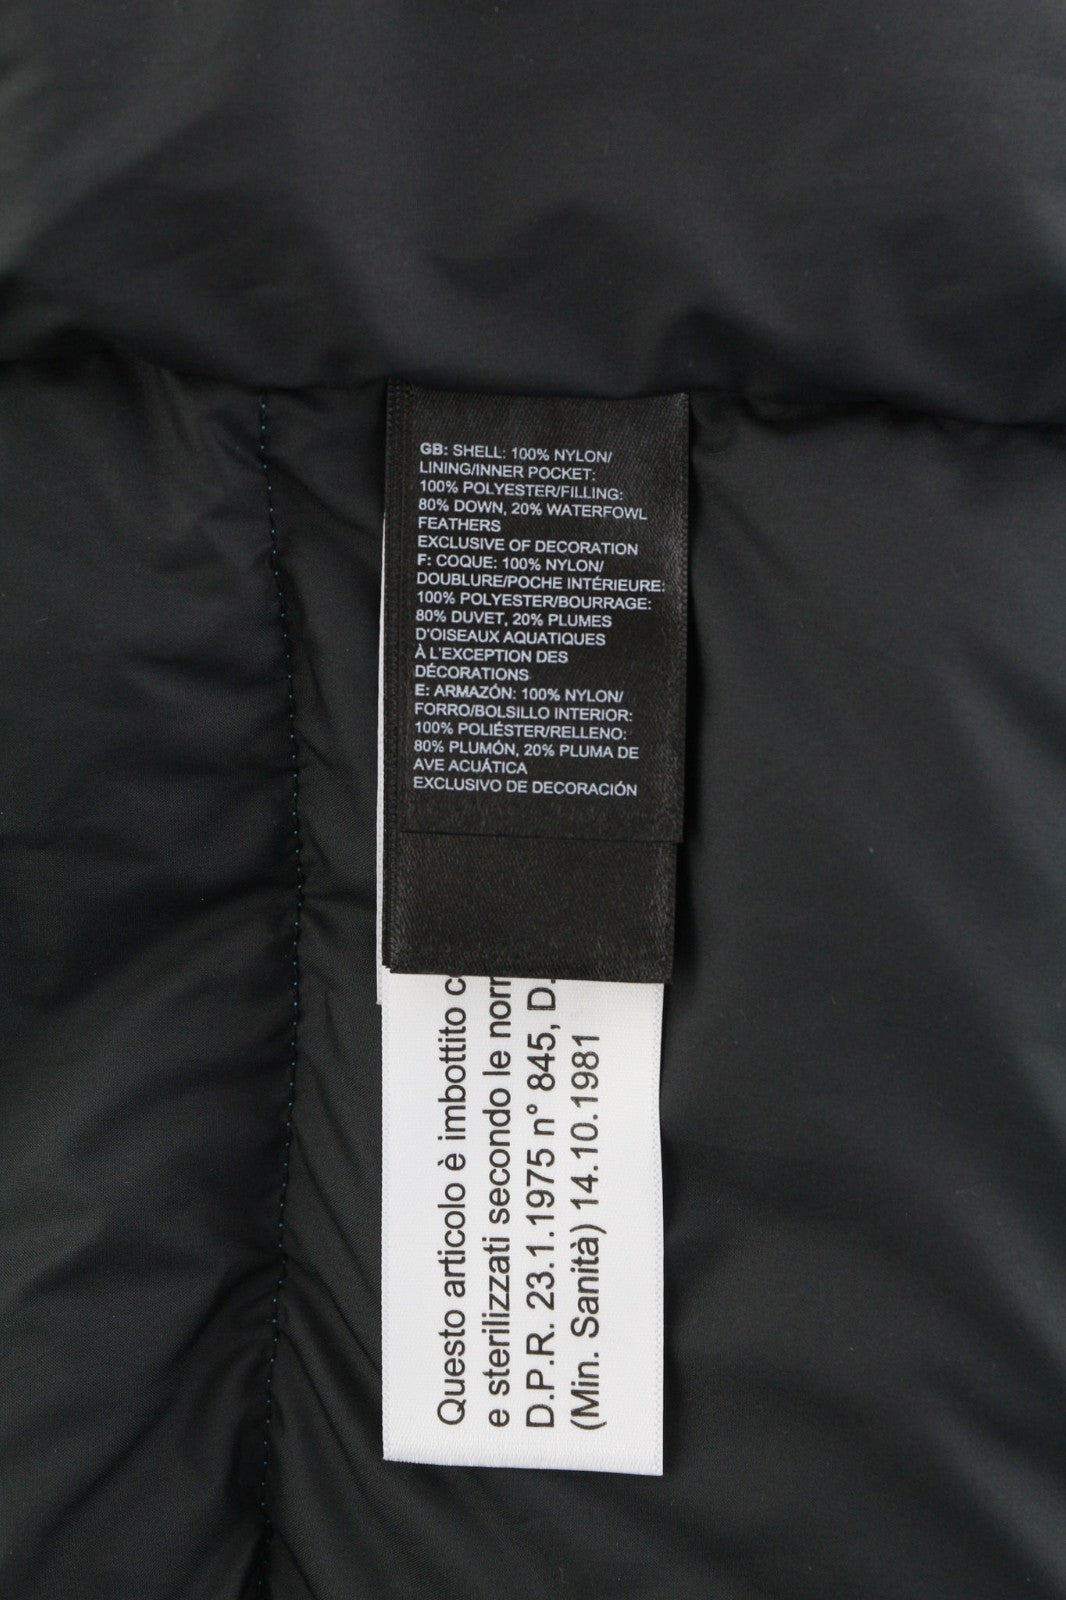 GB: SHELL: 100% NYLON/
LINING/INNER POCKET:
100% POLYESTER/FILLING:
80% DOWN, 20% WATERFOWL
FEATHERS
EXCLUSIVE OF DECORATION
F: COQUE: 100% NYLON/
DOUBLURE/POCHE INTÉRIEURE:
100% POLYESTER/BOURRAGE:
80% DUVET, 20% PLUMES
D'OISEAUX AQUATIQUES
À L'EXCEPTION DES
DÉCORATIONS
E: ARMAZÓN: 100% NYLON/
FORRO/BOLSILLO INTERIOR:
100% POLIÉSTER/RELLENO:
80% PLUMÓN, 20% PLUMA DE
AVE ACUÁTICA
EXCLUSIVO DE DECORACIÓN
Questo articolo è imbottito
e sterilizzati secondo le
D.P.R. 23.1.1975 n° 845, D.
(Min. Sanità) 14.10.1981